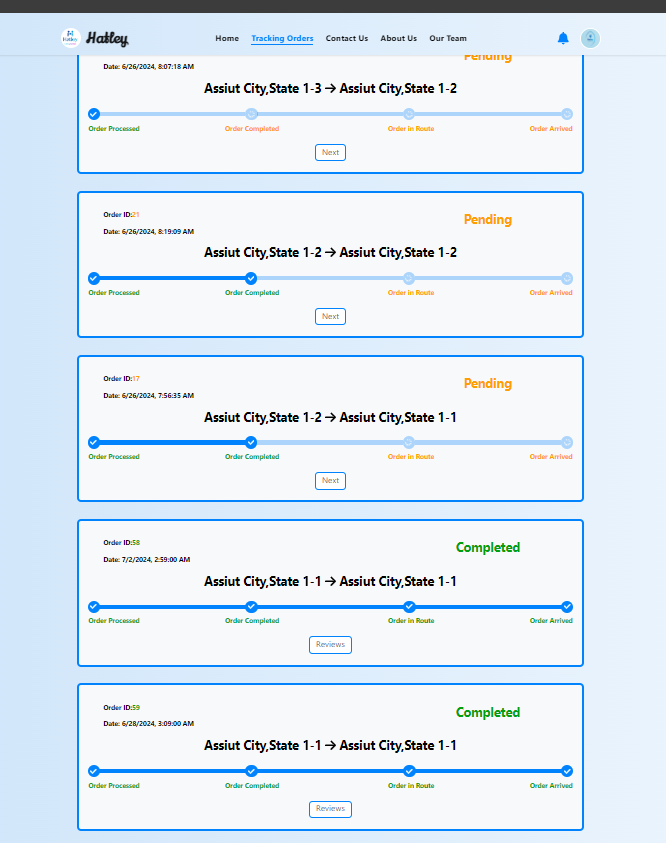 Hatley
Hatley
Home
Tracking Orders
Contact Us
About Us
Our Team
Pending
Date: 6/26/2024, 8:07:18 AM
Assiut City,State 1-3 → Assiut City,State 1-2
Order Processed
Order Completed
Order in Route
Order Arrived
Next
Order ID:21
Pending
Date: 6/26/2024, 8:19:09 AM
Assiut City,State 1-2 → Assiut City,State 1-2
Order Processed
Order Completed
Order in Route
Order Arrived
Next
Order ID:17
Pending
Date: 6/26/2024, 7:56:35 AM
Assiut City,State 1-2 → Assiut City,State 1-1
Order Processed
Order Completed
Order in Route
Order Arrived
Next
Order ID:58
Completed
Date: 7/2/2024, 2:59:00 AM
Assiut City,State 1-1 → Assiut City,State 1-1
Order Processed
Order Completed
Order in Route
Order Arrived
Reviews
Order ID:59
Completed
Date: 6/28/2024, 3:09:00 AM
Assiut City,State 1-1 → Assiut City,State 1-1
Order Processed
Order Completed
Order in Route
Order Arrived
Reviews